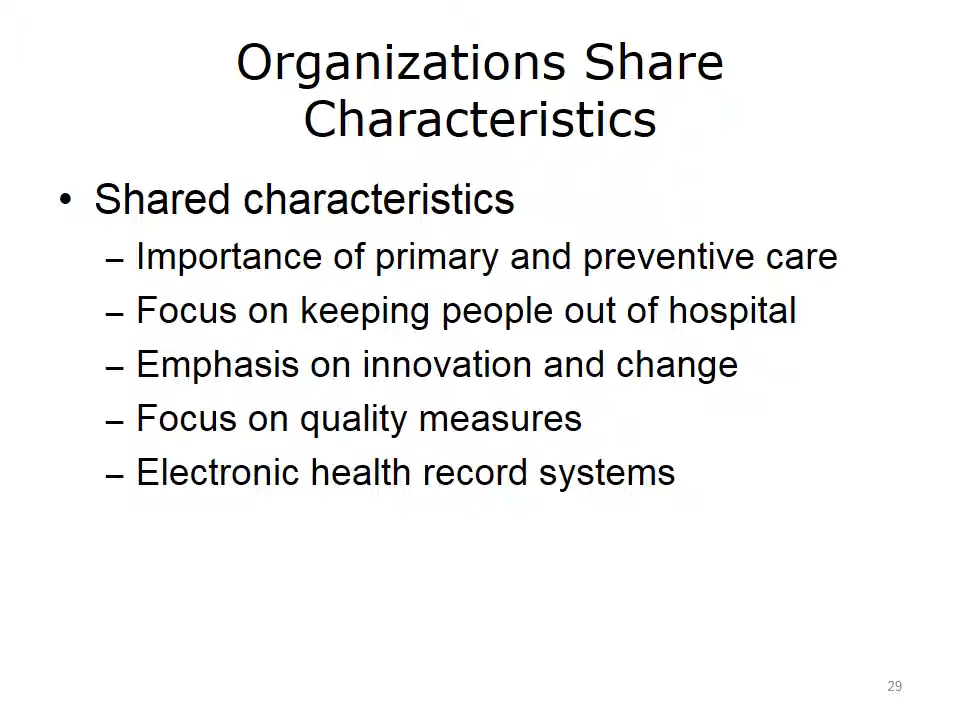 Organizations Share
Characteristics
• Shared characteristics
– Importance of primary and preventive care
– Focus on keeping people out of hospital
– Emphasis on innovation and change
– Focus on quality measures
– Electronic health record systems
29